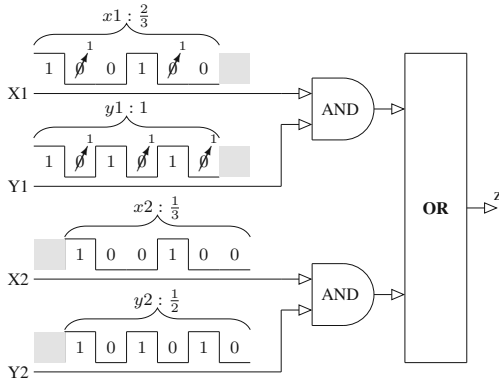 x1 : 2/3
1 1
1 0 0 1 0 0
X1
AND
y1 : 1
1 1 1
1 0 1 0 1 0
Y1
OR
z
x2 : 1/3
1 0 0 1 0 0
X2
AND
y2 : 1/2
1 0 1 0 1 0
Y2